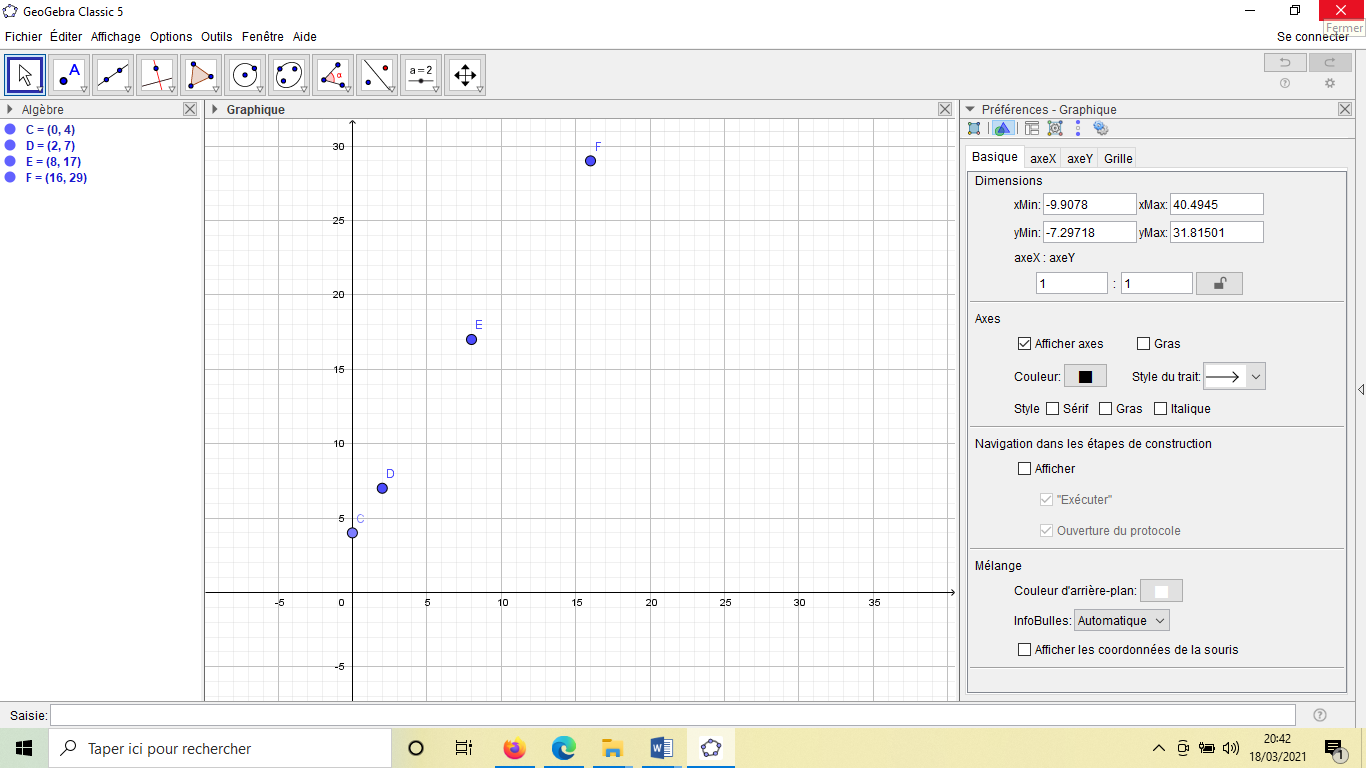 GeoGebra Classic 5
Fermer
Fichier Éditer Affichage Options Outils Fenêtre Aide
Se connecter
A
α
a = 2
Algèbre
C = (0, 4)
D = (2, 7)
E = (8, 17)
F = (16, 29)
Graphique
30
25
20
15
10
5
-5
-5 0 5 10 15 20 25 30 35
F
E
D
C
Préférences - Graphique
Basique axeX axeY Grille
Dimensions
xMin: -9.9078 xMax: 40.4945
yMin: -7.29718 yMax: 31.81501
axeX : axeY
1 : 1
Axes
Afficher axes Gras
Couleur: Style du trait:
Style Sérif Gras Italique
Navigation dans les étapes de construction
Afficher
"Exécuter"
Ouverture du protocole
Mélange
Couleur d'arrière-plan:
InfoBulles: Automatique
Afficher les coordonnées de la souris
Saisie:
Taper ici pour rechercher
W
20:42
18/03/2021
1